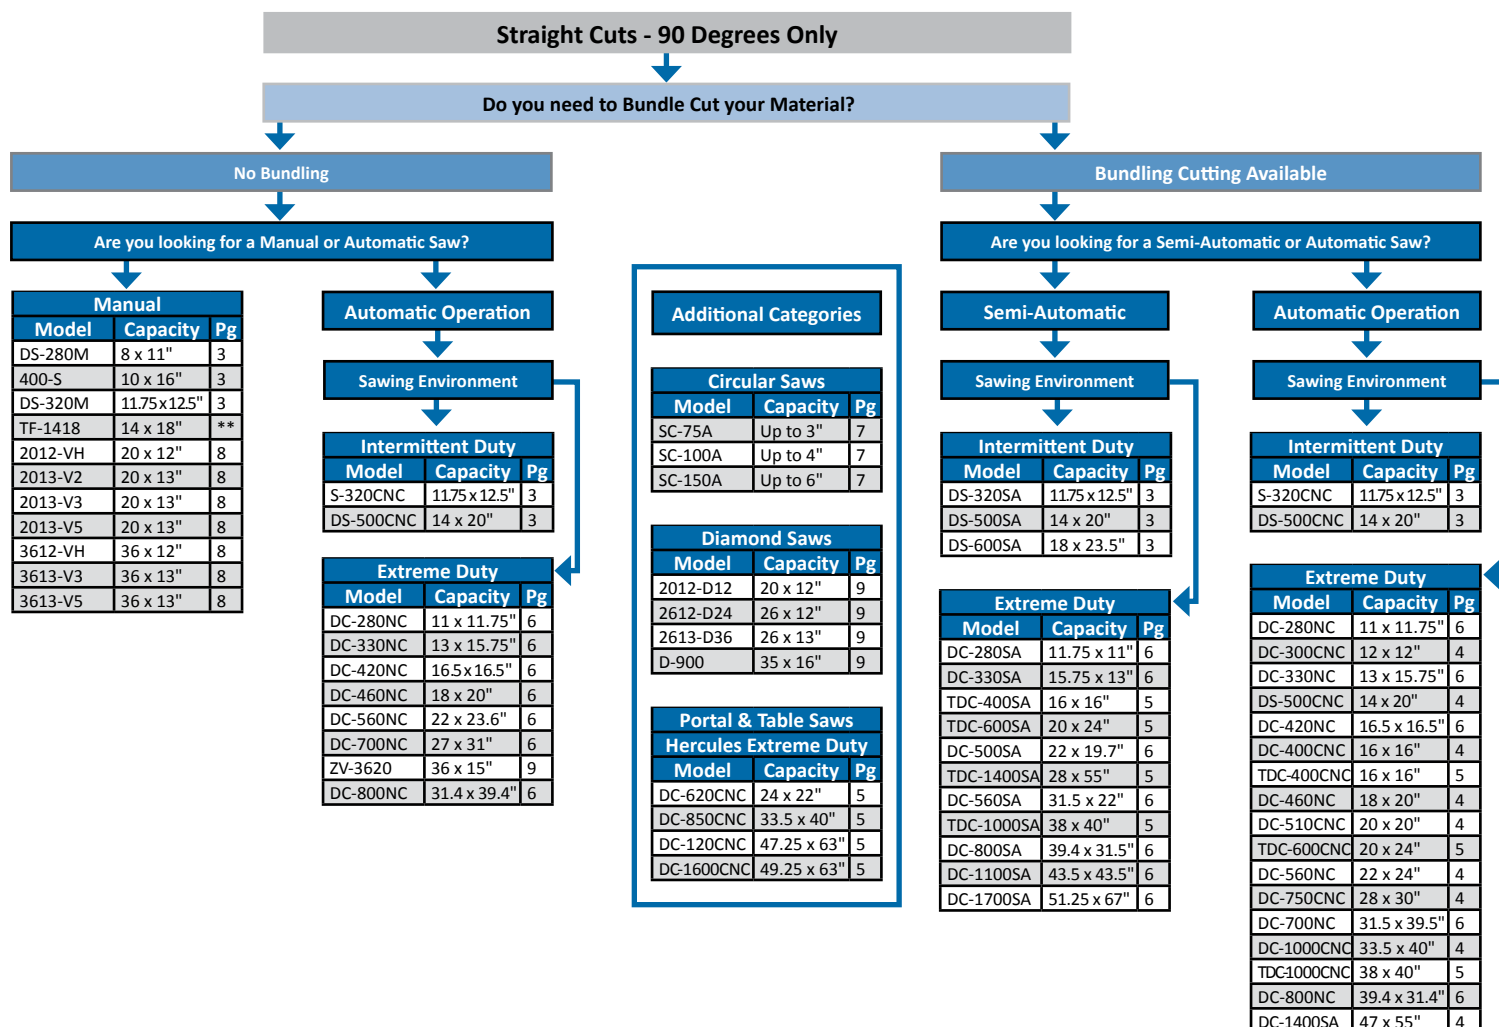 Straight Cuts - 90 Degrees Only
Do you need to Bundle Cut your Material?
No Bundling
Are you looking for a Manual or Automatic Saw?
Manual
Model Capacity Pg
DS-280M 8 x 11" 3
400-S 10 x 16" 3
DS-320M 11.75 x 12.5" 3
TF-1418 14 x 18" **
2012-VH 20 x 12" 8
2013-V2 20 x 13" 8
2013-V3 20 x 13" 8
2013-V5 20 x 13" 8
3612-VH 36 x 12" 8
3613-V3 36 x 13" 8
3613-V5 36 x 13" 8
Automatic Operation
Sawing Environment
Intermittent Duty
Model Capacity Pg
S-320CNC 11.75 x 12.5" 3
DS-500CNC 14 x 20" 3
Extreme Duty
Model Capacity Pg
DC-280NC 11 x 11.75" 6
DC-330NC 13 x 15.75" 6
DC-420NC 16.5 x 16.5" 6
DC-460NC 18 x 20" 6
DC-560NC 22 x 23.6" 6
DC-700NC 27 x 31" 6
ZV-3620 36 x 15" 9
DC-800NC 31.4 x 39.4" 6
Additional Categories
Circular Saws
Model Capacity Pg
SC-75A Up to 3" 7
SC-100A Up to 4" 7
SC-150A Up to 6" 7
Diamond Saws
Model Capacity Pg
2012-D12 20 x 12" 9
2612-D24 26 x 12" 9
2613-D36 26 x 13" 9
D-900 35 x 16" 9
Portal & Table Saws
Hercules Extreme Duty
Model Capacity Pg
DC-620CNC 24 x 22" 5
DC-850CNC 33.5 x 40" 5
DC-120CNC 47.25 x 63" 5
DC-1600CNC 49.25 x 63" 5
Bundling Cutting Available
Are you looking for a Semi-Automatic or Automatic Saw?
Semi-Automatic
Sawing Environment
Intermittent Duty
Model Capacity Pg
DS-320SA 11.75 x 12.5" 3
DS-500SA 14 x 20" 3
DS-600SA 18 x 23.5" 3
Extreme Duty
Model Capacity Pg
DC-280SA 11.75 x 11" 6
DC-330SA 15.75 x 13" 6
TDC-400SA 16 x 16" 5
TDC-600SA 20 x 24" 5
DC-500SA 22 x 19.7" 6
TDC-1400SA 28 x 55" 5
DC-560SA 31.5 x 22" 6
TDC-1000SA 38 x 40" 5
DC-800SA 39.4 x 31.5" 6
DC-1100SA 43.5 x 43.5" 6
DC-1700SA 51.25 x 67" 6
Automatic Operation
Sawing Environment
Intermittent Duty
Model Capacity Pg
S-320CNC 11.75 x 12.5" 3
DS-500CNC 14 x 20" 3
Extreme Duty
Model Capacity Pg
DC-280NC 11 x 11.75" 6
DC-300CNC 12 x 12" 4
DC-330NC 13 x 15.75" 6
DS-500CNC 14 x 20" 4
DC-420NC 16.5 x 16.5" 6
DC-400CNC 16 x 16" 4
TDC-400CNC 16 x 16" 5
DC-460NC 18 x 20" 4
DC-510CNC 20 x 20" 4
TDC-600CNC 20 x 24" 5
DC-560NC 22 x 24" 4
DC-750CNC 28 x 30" 4
DC-700NC 31.5 x 39.5" 6
DC-1000CNC 33.5 x 40" 4
TDC-1000CNC 38 x 40" 5
DC-800NC 39.4 x 31.4" 6
DC-1400SA 47 x 55" 4